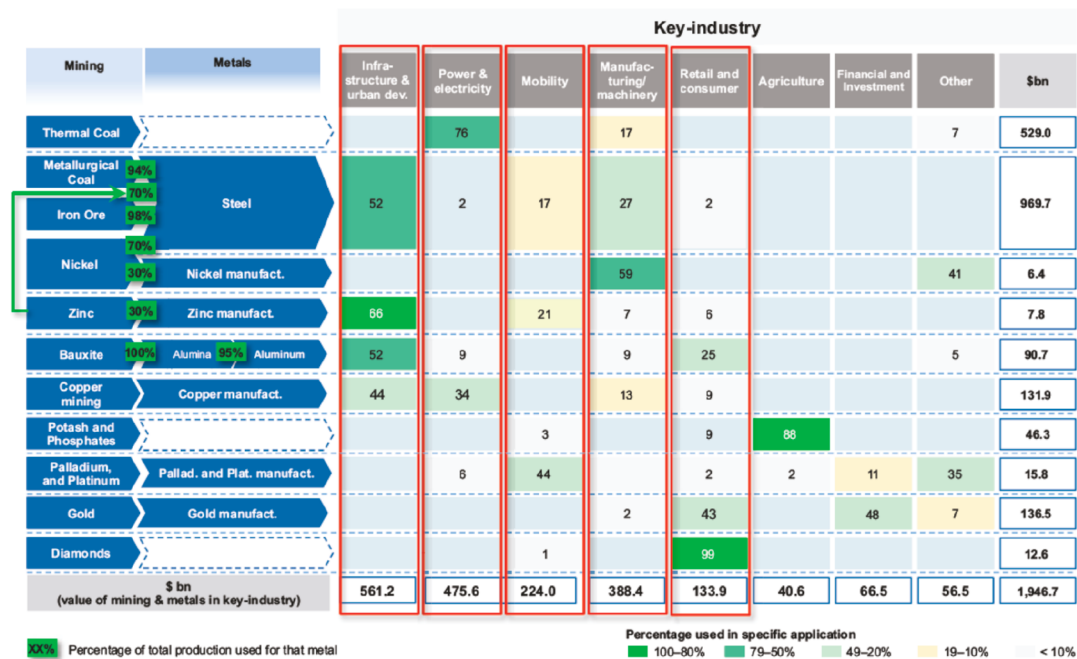 Key-industry
Mining
Metals
Infra-
structure &
urban dev.
Power &
electricity
Mobility
Manufac-
turing/
machinery
Retail and
consumer
Agriculture
Financial and
Investment
Other
$bn
Thermal Coal
76
17
7
529.0
Metallurgical
Coal
94%
70%
Iron Ore
98%
70%
Steel
52
2
17
27
2
969.7
Nickel
30%
Nickel manufact.
59
41
6.4
Zinc
30%
Zinc manufact.
66
21
7
6
7.8
Bauxite
100%
Alumina
95%
Aluminum
52
9
9
25
5
90.7
Copper
mining
Copper manufact.
44
34
13
9
131.9
Potash and
Phosphates
3
9
88
46.3
Palladium,
and Platinum
Pallad. and Plat. manufact.
6
44
2
2
11
35
15.8
Gold
Gold manufact.
2
43
48
7
136.5
Diamonds
1
99
12.6
$ bn
(value of mining & metals in key-industry)
561.2
475.6
224.0
388.4
133.9
40.6
66.5
56.5
1,946.7
XX%
Percentage of total production used for that metal
Percentage used in specific application
100–80%
79–50%
49–20%
19–10%
< 10%